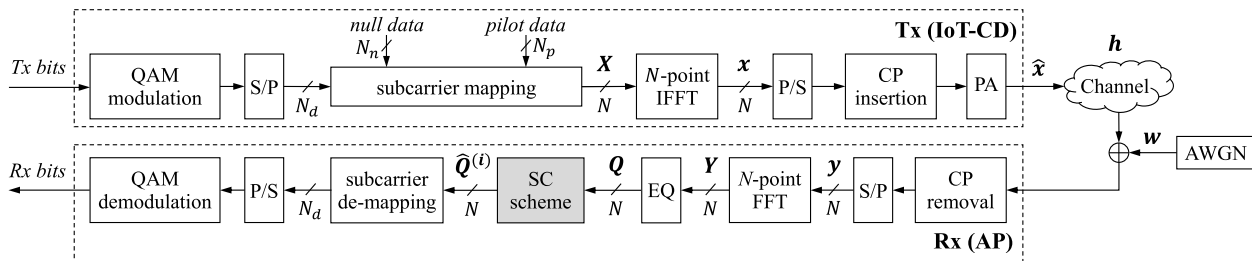 null data
pilot data
Tx (IoT-CD)
N_n
N_p
Tx bits
QAM
modulation
S/P
N_d
subcarrier mapping
X
N
N-point
IFFT
x
N
P/S
CP
insertion
PA
x̂
h
Channel
Rx bits
QAM
demodulation
P/S
N_d
subcarrier
de-mapping
Q̂^(i)
N
SC
scheme
Q
N
EQ
Y
N
N-point
FFT
y
N
S/P
CP
removal
w
AWGN
Rx (AP)